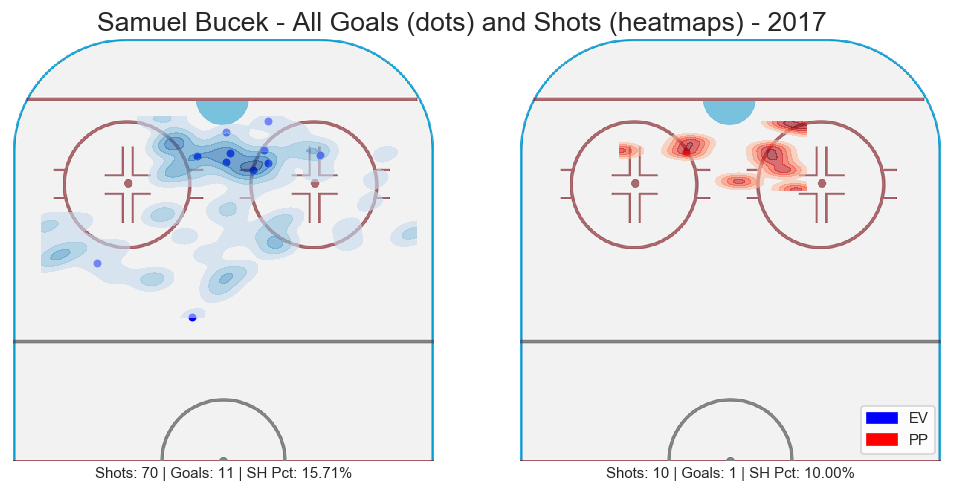 Samuel Bucek - All Goals (dots) and Shots (heatmaps) - 2017
EV
PP
Shots: 70 | Goals: 11 | SH Pct: 15.71%
Shots: 10 | Goals: 1 | SH Pct: 10.00%